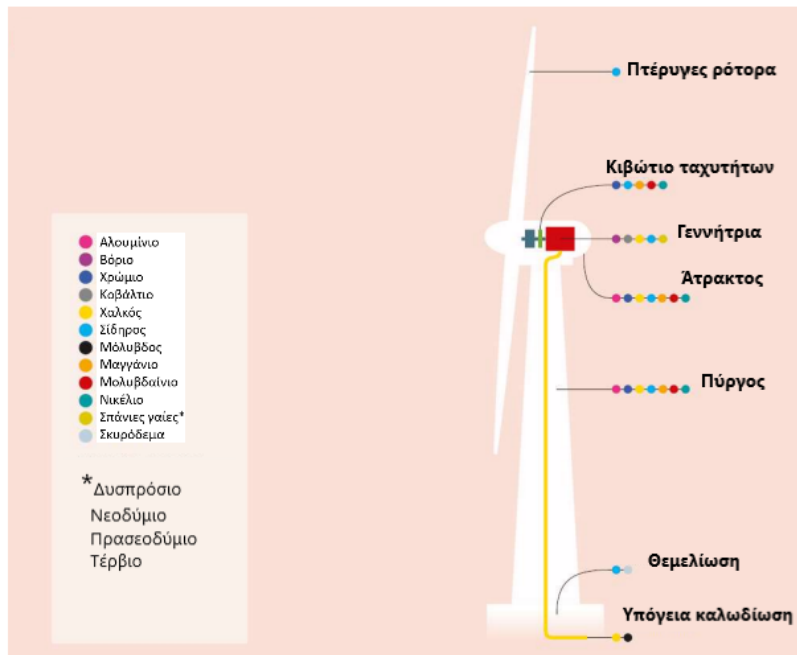 Πτέρυγες ρότορα
Κιβώτιο ταχυτήτων
Γεννήτρια
Άτρακτος
Πύργος
Θεμελίωση
Υπόγεια καλωδίωση
Αλουμίνιο
Βόριο
Χρώμιο
Κοβάλτιο
Χαλκός
Σίδηρος
Μόλυβδος
Μαγγάνιο
Μολυβδαίνιο
Νικέλιο
Σπάνιες γαίες*
Σκυρόδεμα
*Δυσπρόσιο
Νεοδύμιο
Πρασεοδύμιο
Τέρβιο